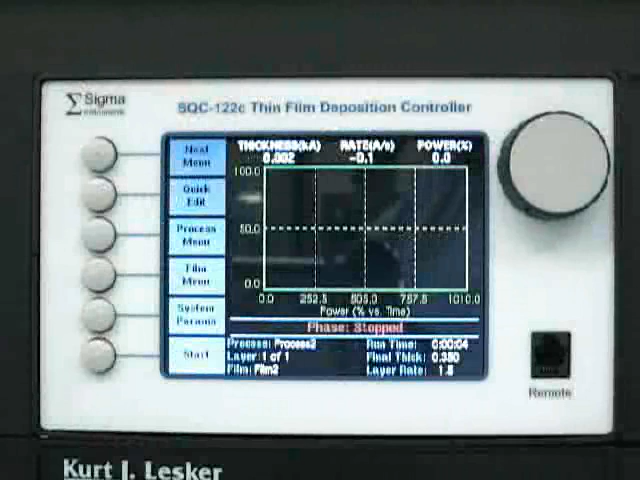 Σ Sigma
instruments
SQC-122c Thin Film Deposition Controller
Next Menu
Quick Edit
Process Menu
Film Menu
System Params
Start
THICKNESS(kA) RATE(A/s) POWER(%)
0.002 -0.1 0.0
100.0
50.0
0.0
0.0 252.5 505.0 757.5 1010.0
Power (% vs. Time)
Phase: Stopped
Process: Process2 Run Time: 0:00:04
Layer: 1 of 1 Final Thick: 0.350
Film: Film2 Layer Rate:
Remote
Kurt J. Lesker